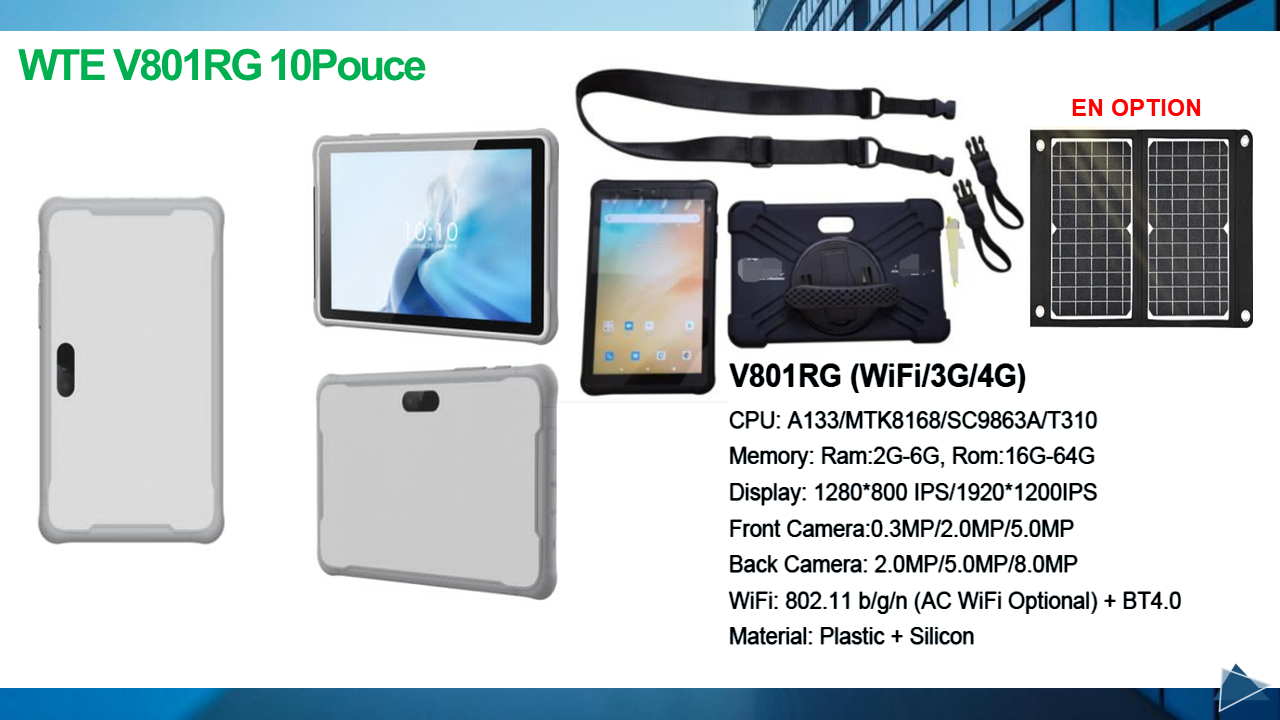 WTE V801RG 10Pouce
EN OPTION
10:10
V801RG (WiFi/3G/4G)
CPU: A133/MTK8168/SC9863A/T310
Memory: Ram:2G-6G, Rom:16G-64G
Display: 1280*800 IPS/1920*1200IPS
Front Camera:0.3MP/2.0MP/5.0MP
Back Camera: 2.0MP/5.0MP/8.0MP
WiFi: 802.11 b/g/n (AC WiFi Optional) + BT4.0
Material: Plastic + Silicon